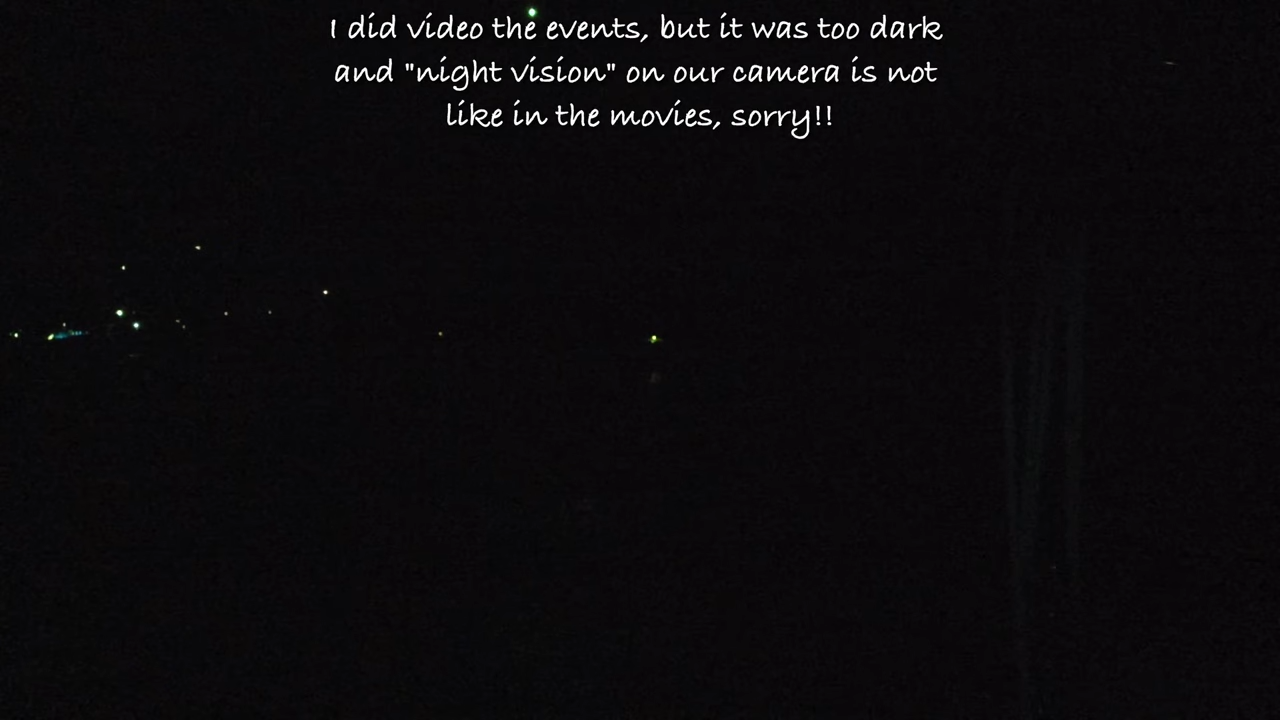 I did video the events, but it was too dark
and "night vision" on our camera is not
like in the movies, sorry!!